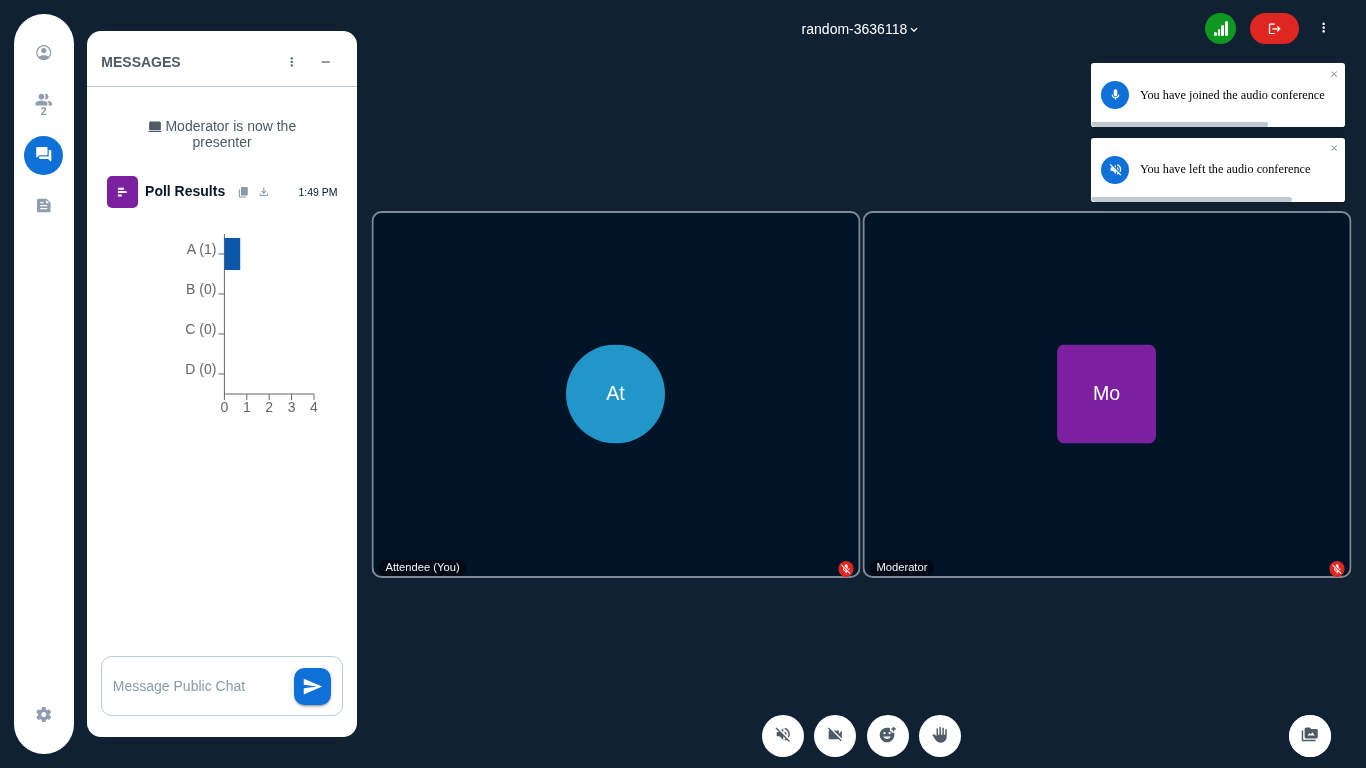 random-3636118
2
MESSAGES
Moderator is now the
presenter
Poll Results
1:49 PM
A (1)
B (0)
C (0)
D (0)
0 1 2 3 4
Message Public Chat
You have joined the audio conference
You have left the audio conference
At
Mo
Attendee (You)
Moderator